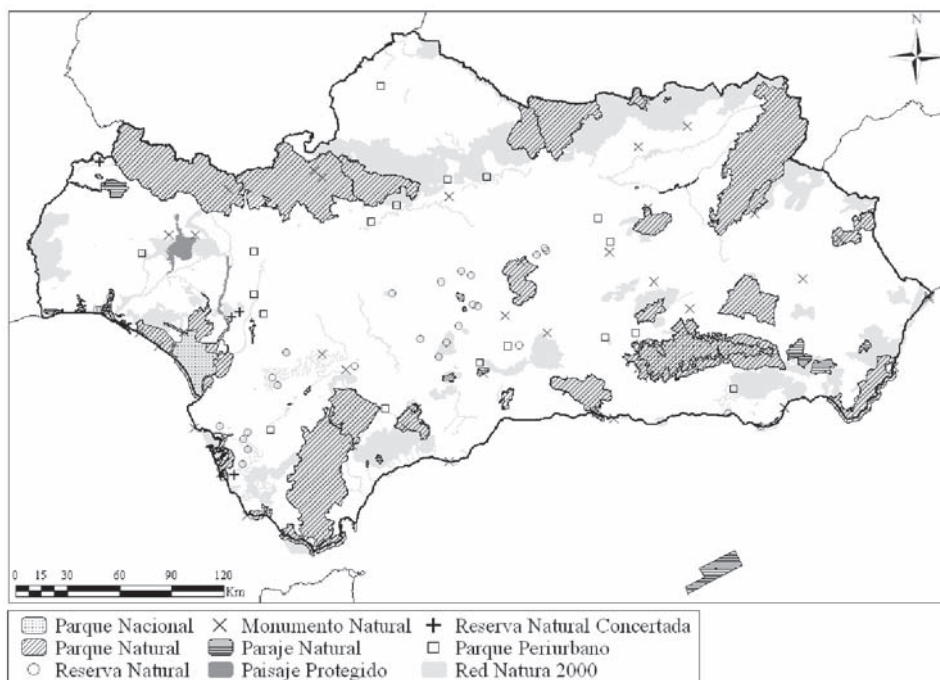 N
0 15 30 60 90 120
Km
Parque Nacional Monumento Natural Reserva Natural Concertada
Parque Natural Paraje Natural Parque Periurbano
Reserva Natural Paisaje Protegido Red Natura 2000